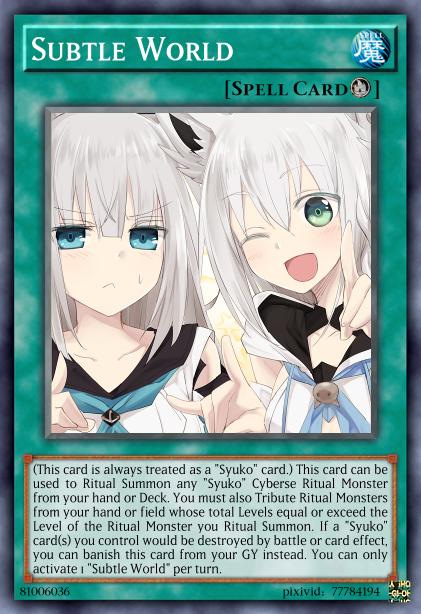 SUBTLE WORLD
SPELL
魔
[SPELL CARD]
(This card is always treated as a "Syuko" card.) This card can be
used to Ritual Summon any "Syuko" Cyberse Ritual Monster
from your hand or Deck. You must also Tribute Ritual Monsters
from your hand or field whose total Levels equal or exceed the
Level of the Ritual Monster you Ritual Summon. If a "Syuko"
card(s) you control would be destroyed by battle or card effect,
you can banish this card from your GY instead. You can only
activate 1 "Subtle World" per turn.
81006036
pixivid: 77784194